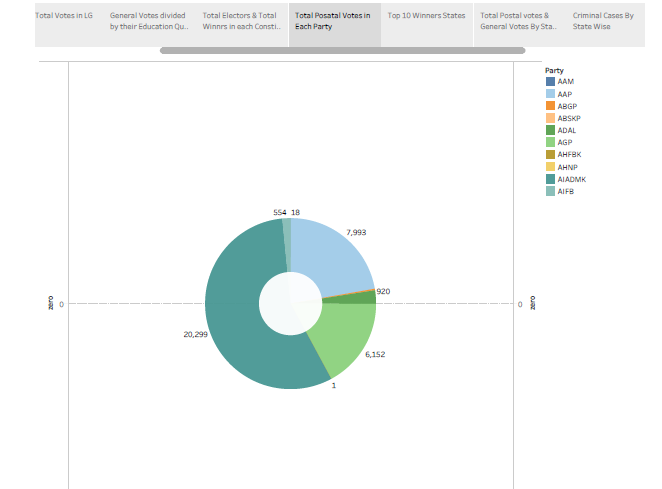 Total Votes in LG
General Votes divided
by their Education Qu..
Total Electors & Total
Winnrs in each Consti..
Total Posatal Votes in
Each Party
Top 10 Winners States
Total Postal votes &
General Votes By Sta..
Criminal Cases By
State Wise
Party
AAM
AAP
ABGP
ABSKP
ADAL
AGP
AHFBK
AHNP
AIADMK
AIFB
554
18
7,993
920
zero
0
0
zero
20,299
6,152
1